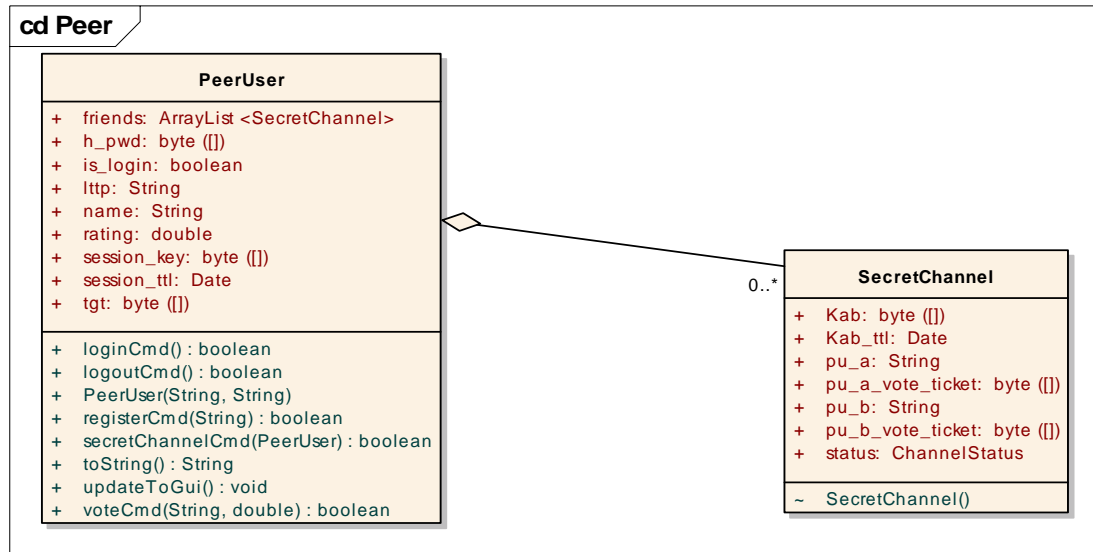 cd Peer
PeerUser
+ friends: ArrayList <SecretChannel>
+ h_pwd: byte ([])
+ is_login: boolean
+ lttp: String
+ name: String
+ rating: double
+ session_key: byte ([])
+ session_ttl: Date
+ tgt: byte ([])
+ loginCmd() : boolean
+ logoutCmd() : boolean
+ PeerUser(String, String)
+ registerCmd(String) : boolean
+ secretChannelCmd(PeerUser) : boolean
+ toString() : String
+ updateToGui() : void
+ voteCmd(String, double) : boolean
0..*
SecretChannel
+ Kab: byte ([])
+ Kab_ttl: Date
+ pu_a: String
+ pu_a_vote_ticket: byte ([])
+ pu_b: String
+ pu_b_vote_ticket: byte ([])
+ status: ChannelStatus
~ SecretChannel()